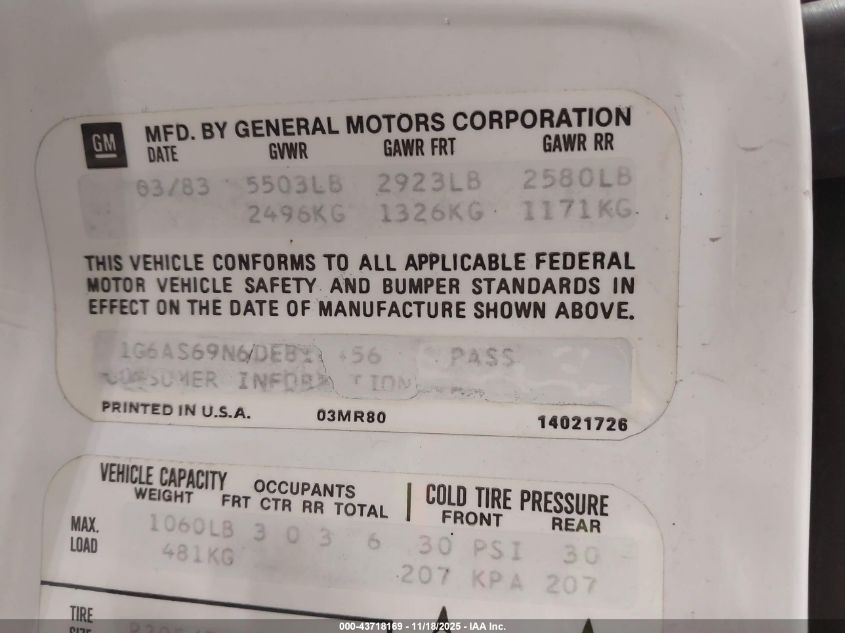 GM MFD. BY GENERAL MOTORS CORPORATION
DATE GVWR GAWR FRT GAWR RR
03/83 5503LB 2923LB 2580LB
2496KG 1326KG 1171KG
THIS VEHICLE CONFORMS TO ALL APPLICABLE FEDERAL
MOTOR VEHICLE SAFETY AND BUMPER STANDARDS IN
EFFECT ON THE DATE OF MANUFACTURE SHOWN ABOVE.
PASS
CONSUMER INFORMATION
PRINTED IN U.S.A. 03MR80 14021726
VEHICLE CAPACITY OCCUPANTS COLD TIRE PRESSURE
WEIGHT FRT CTR RR TOTAL FRONT REAR
MAX. LOAD 1060LB 3 0 3 6 30 PSI 30
481KG 207 KPA 207
TIRE
000-43718169 - 11/18/2025 - IAA Inc.